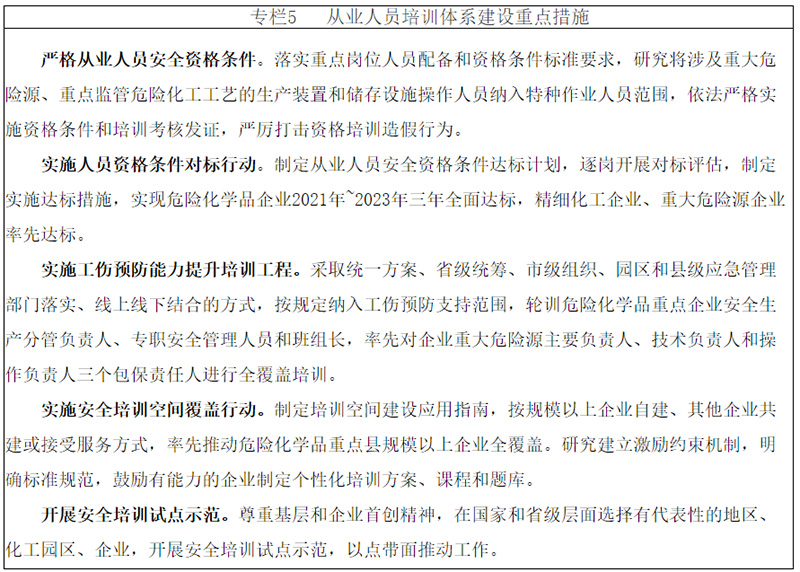 专栏5 从业人员培训体系建设重点措施
严格从业人员安全资格条件。落实重点岗位人员配备和资格条件标准要求，研究将涉及重大危
险源、重点监管危险化工工艺的生产装置和储存设施操作人员纳入特种作业人员范围，依法严格实
施资格条件和培训考核发证，严厉打击资格培训造假行为。
实施人员资格条件对标行动。制定从业人员安全资格条件达标计划，逐岗开展对标评估，制定
实施达标措施，实现危险化学品企业2021年~2023年三年全面达标，精细化工企业、重大危险源企业
率先达标。
实施工伤预防能力提升培训工程。采取统一方案、省级统筹、市级组织、园区和县级应急管理
部门落实、线上线下结合的方式，按规定纳入工伤预防支持范围，轮训危险化学品重点企业安全生
产分管负责人、专职安全管理人员和班组长，率先对企业重大危险源主要负责人、技术负责人和操
作负责人三个包保责任人进行全覆盖培训。
实施安全培训空间覆盖行动。制定培训空间建设应用指南，按规模以上企业自建、其他企业共
建或接受服务方式，率先推动危险化学品重点县规模以上企业全覆盖。研究建立激励约束机制，明
确标准规范，鼓励有能力的企业制定个性化培训方案、课程和题库。
开展安全培训试点示范。尊重基层和企业首创精神，在国家和省级层面选择有代表性的地区、
化工园区、企业，开展安全培训试点示范，以点带面推动工作。